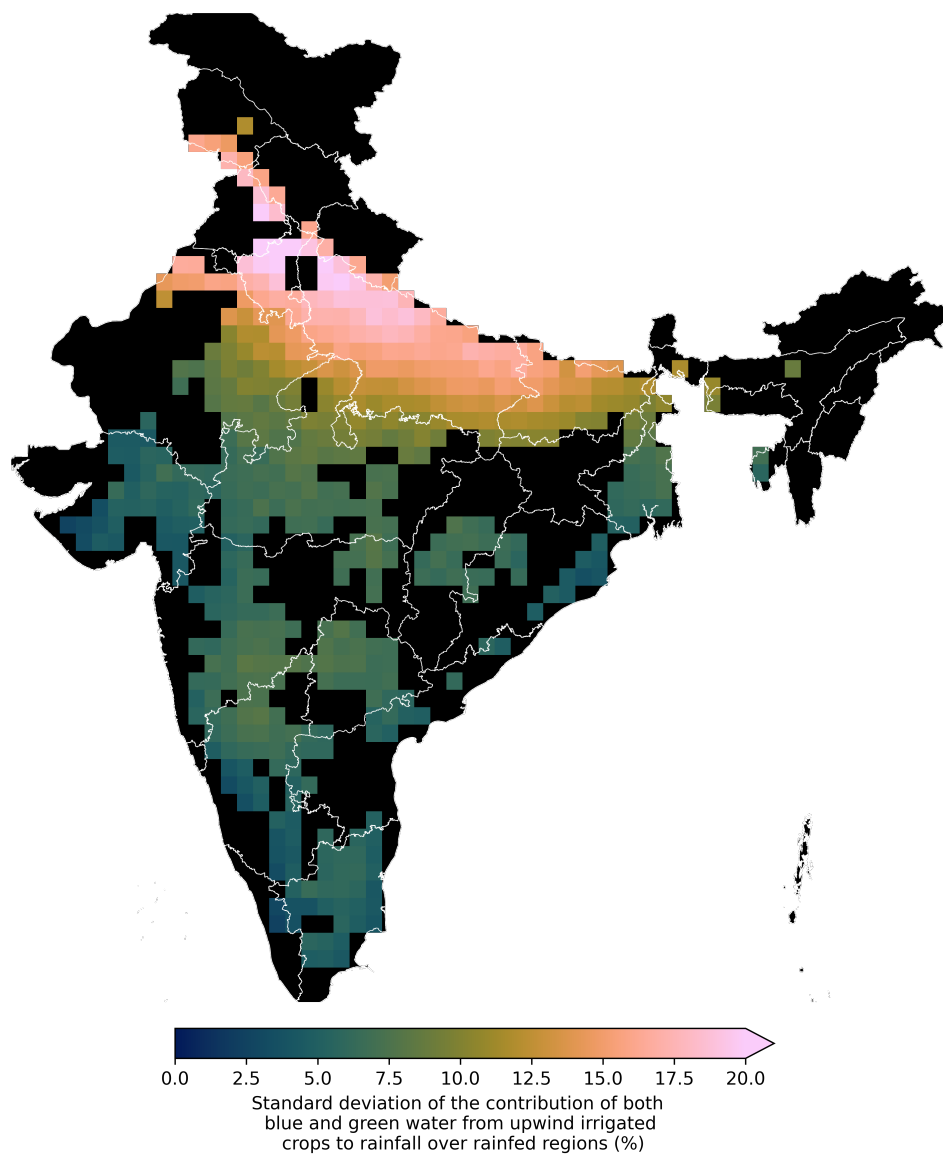 0.0 2.5 5.0 7.5 10.0 12.5 15.0 17.5 20.0
Standard deviation of the contribution of both
blue and green water from upwind irrigated
crops to rainfall over rainfed regions (%)